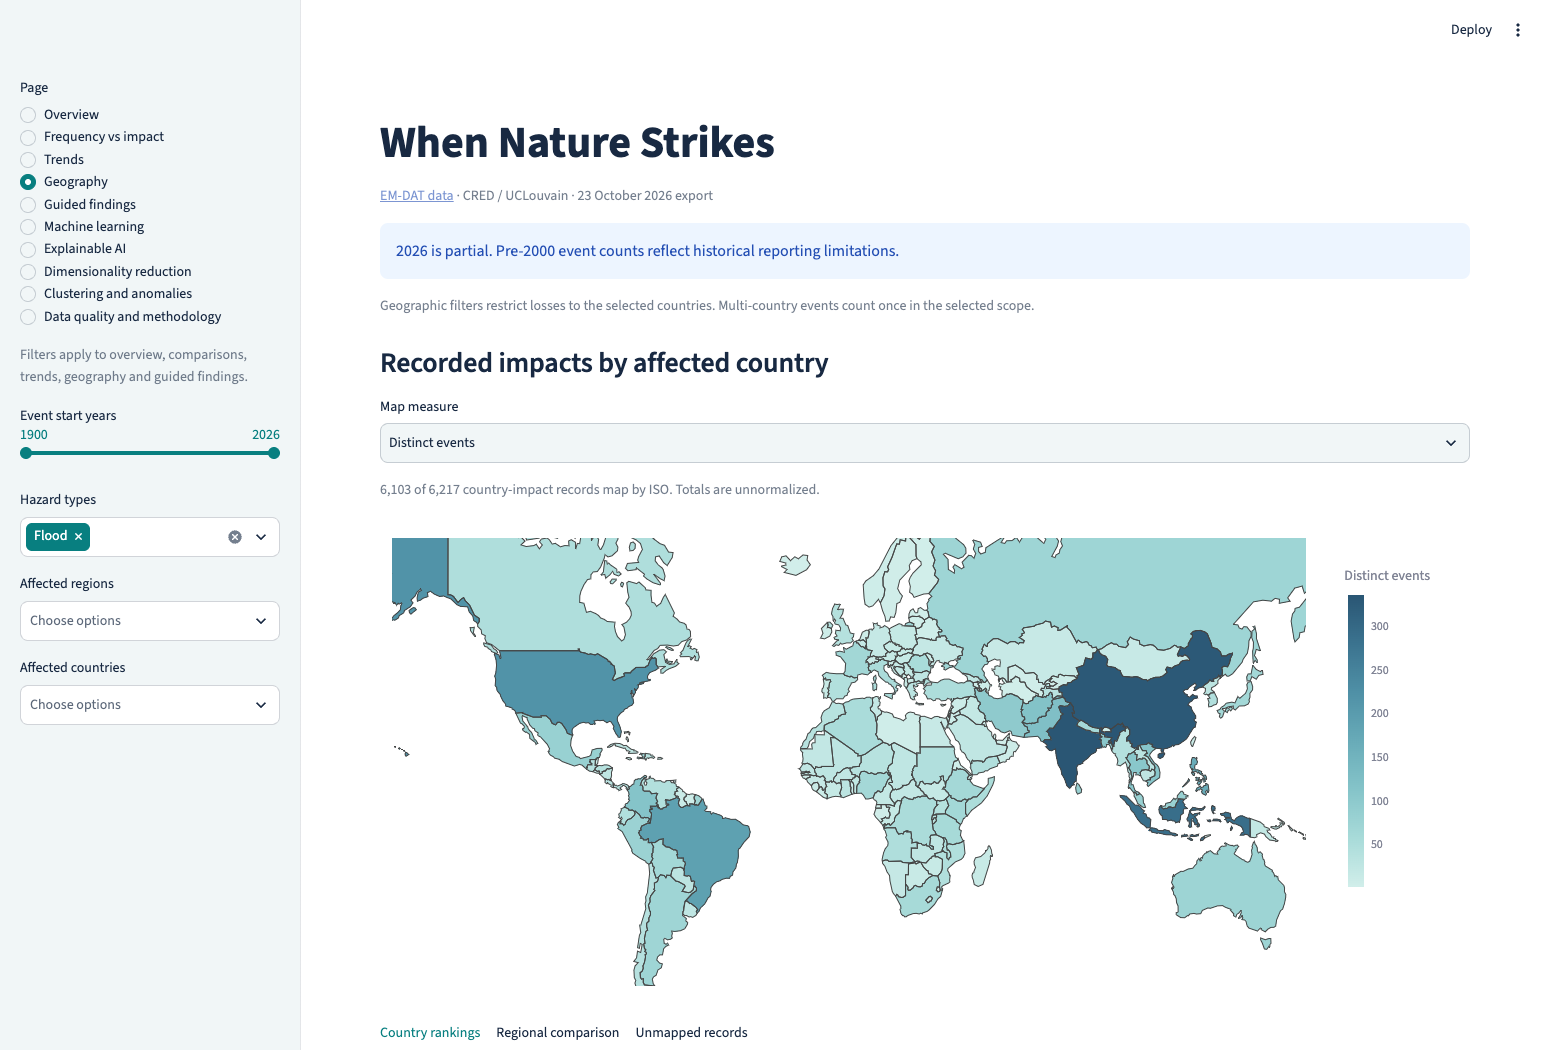 Deploy
Page
Overview
Frequency vs impact
Trends
Geography
Guided findings
Machine learning
Explainable AI
Dimensionality reduction
Clustering and anomalies
Data quality and methodology
Filters apply to overview, comparisons,
trends, geography and guided findings.
Event start years
1900 2026
Hazard types
Flood ×
Affected regions
Choose options
Affected countries
Choose options
When Nature Strikes
EM-DAT data · CRED / UCLouvain · 23 October 2026 export
2026 is partial. Pre-2000 event counts reflect historical reporting limitations.
Geographic filters restrict losses to the selected countries. Multi-country events count once in the selected scope.
Recorded impacts by affected country
Map measure
Distinct events
6,103 of 6,217 country-impact records map by ISO. Totals are unnormalized.
Distinct events
300
250
200
150
100
50
Country rankings Regional comparison Unmapped records